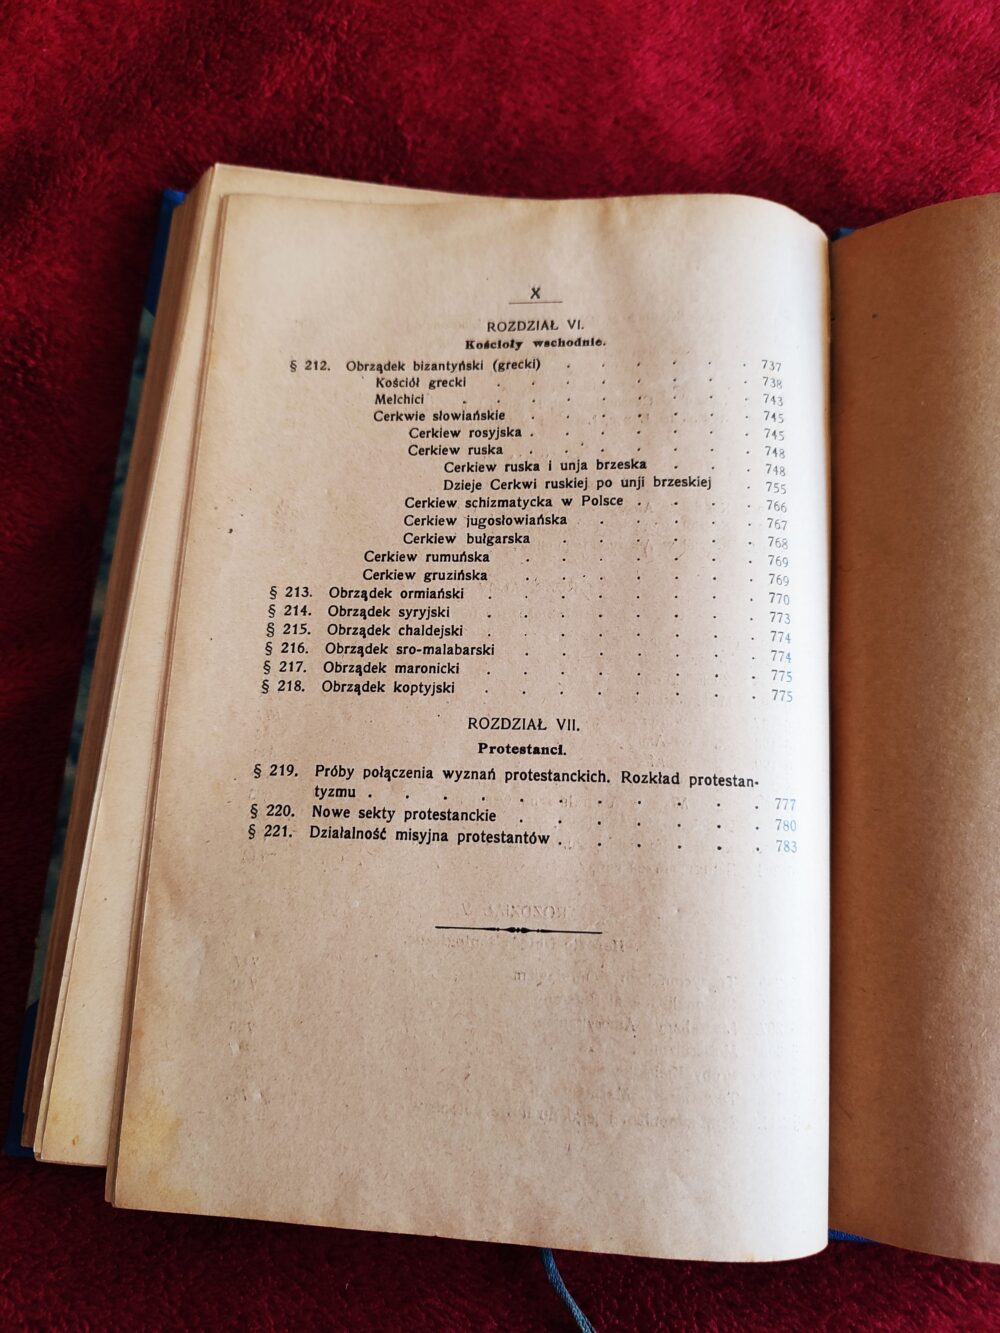 X
ROZDZIAŁ VI.
Kościoły wschodnie.
§ 212. Obrządek bizantyński (grecki) . . . . . . 737
Kościół grecki . . . . . . . . 738
Melchici . . . . . . . . . 743
Cerkwie słowiańskie . . . . . . . 745
Cerkiew rosyjska . . . . . . . 745
Cerkiew ruska . . . . . . . 748
Cerkiew ruska i unja brzeska . . . 748
Dzieje Cerkwi ruskiej po unji brzeskiej . 755
Cerkiew schizmatycka w Polsce . . . . 766
Cerkiew jugosłowiańska . . . . . 767
Cerkiew bułgarska . . . . . . 768
Cerkiew rumuńska . . . . . . . 769
Cerkiew gruzińska . . . . . . . 769
§ 213. Obrządek ormiański . . . . . . . . 770
§ 214. Obrządek syryjski . . . . . . . . 773
§ 215. Obrządek chaldejski . . . . . . . . 774
§ 216. Obrządek sro-malabarski . . . . . . . 774
§ 217. Obrządek maronicki . . . . . . . . 775
§ 218. Obrządek koptyjski . . . . . . . . 775
ROZDZIAŁ VII.
Protestanci.
§ 219. Próby połączenia wyznań protestanckich. Rozkład protestan-
tyzmu . . . . . . . . . . . 777
§ 220. Nowe sekty protestanckie . . . . . . . 780
§ 221. Działalność misyjna protestantów . . . . . . 783